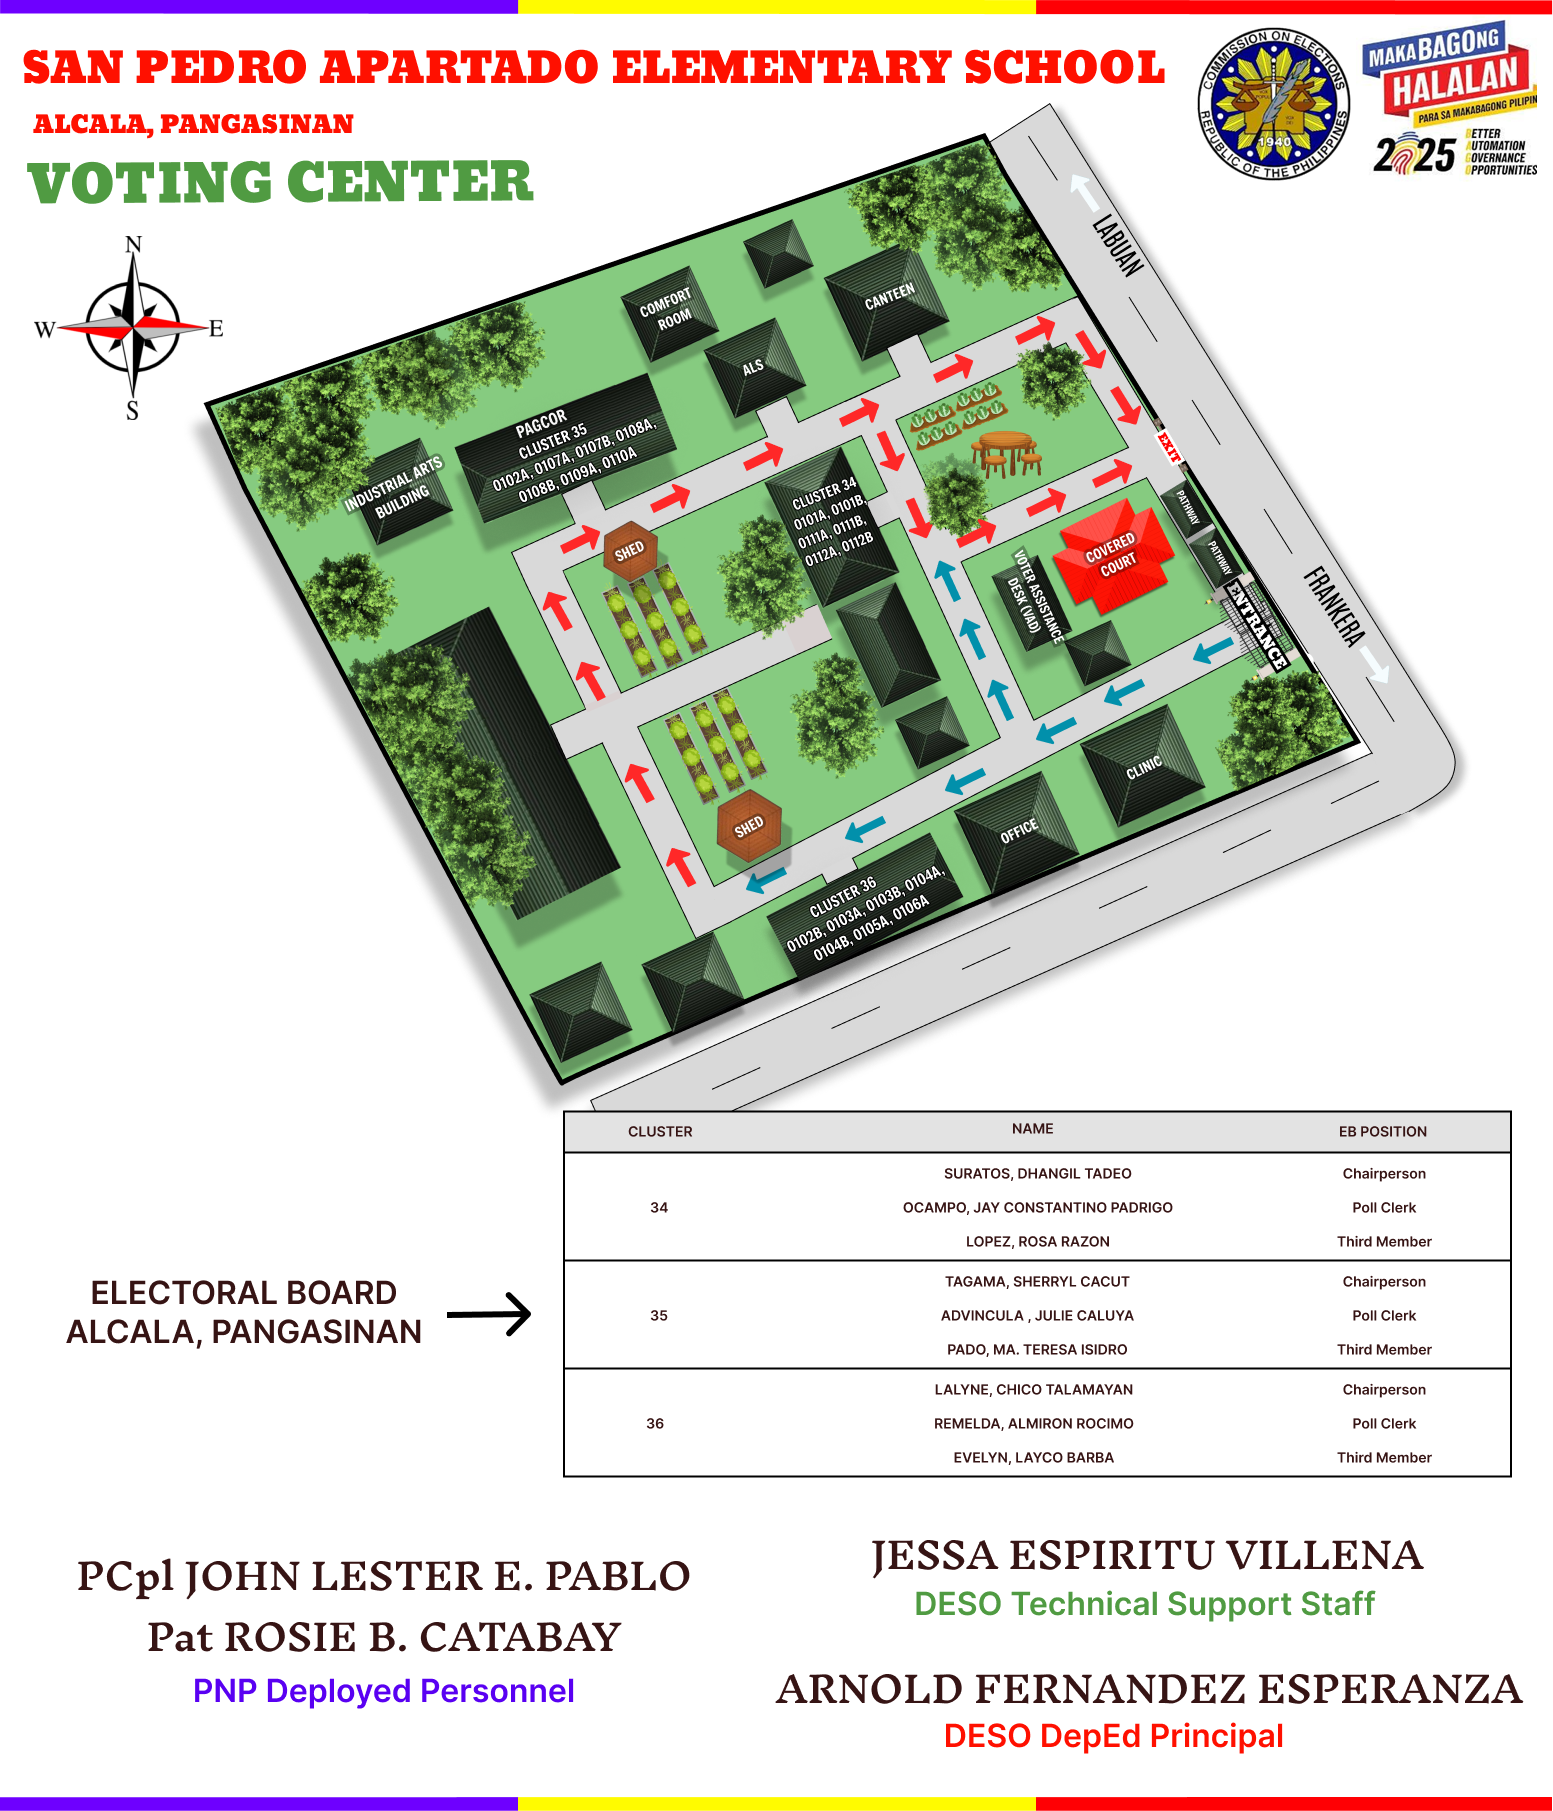 SAN PEDRO APARTADO ELEMENTARY SCHOOL
ALCALA, PANGASINAN
VOTING CENTER
COMMISSION ON ELECTIONS
REPUBLIC OF THE PHILIPPINES
1940
MAKABAGONG
HALALAN
PARA SA MAKABAGONG PILIPIN
2025
BETTER
AUTOMATION
GOVERNANCE
OPPORTUNITIES
N
W
E
S
LABUAN
COMFORT
ROOM
CANTEEN
ALS
PAGCOR
CLUSTER 35
0102A, 0107A, 0107B, 0108A,
0108B, 0109A, 0110A
INDUSTRIAL ARTS
BUILDING
CLUSTER 34
0101A, 0101B,
0111A, 0111B,
0112A, 0112B
EXIT
SHED
PATHWAY
PATHWAY
COVERED
COURT
VOTER ASSISTANCE
DESK (VAD)
ENTRANCE
FRANKERA
CLINIC
OFFICE
SHED
CLUSTER 36
0102B, 0103A, 0103B, 0104A,
0104B, 0105A, 0106A
CLUSTER NAME EB POSITION
34
SURATOS, DHANGIL TADEO Chairperson
OCAMPO, JAY CONSTANTINO PADRIGO Poll Clerk
LOPEZ, ROSA RAZON Third Member
35
TAGAMA, SHERRYL CACUT Chairperson
ADVINCULA , JULIE CALUYA Poll Clerk
PADO, MA. TERESA ISIDRO Third Member
36
LALYNE, CHICO TALAMAYAN Chairperson
REMELDA, ALMIRON ROCIMO Poll Clerk
EVELYN, LAYCO BARBA Third Member
ELECTORAL BOARD
ALCALA, PANGASINAN
PCpl JOHN LESTER E. PABLO
Pat ROSIE B. CATABAY
PNP Deployed Personnel
JESSA ESPIRITU VILLENA
DESO Technical Support Staff
ARNOLD FERNANDEZ ESPERANZA
DESO DepEd Principal